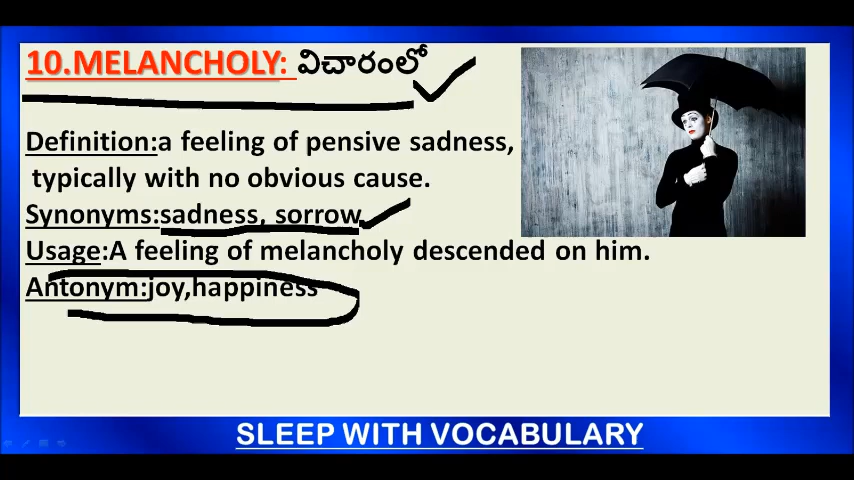 10.MELANCHOLY: విచారంలో
Definition:a feeling of pensive sadness,
typically with no obvious cause.
Synonyms:sadness, sorrow
Usage:A feeling of melancholy descended on him.
Antonym:joy,happiness
SLEEP WITH VOCABULARY